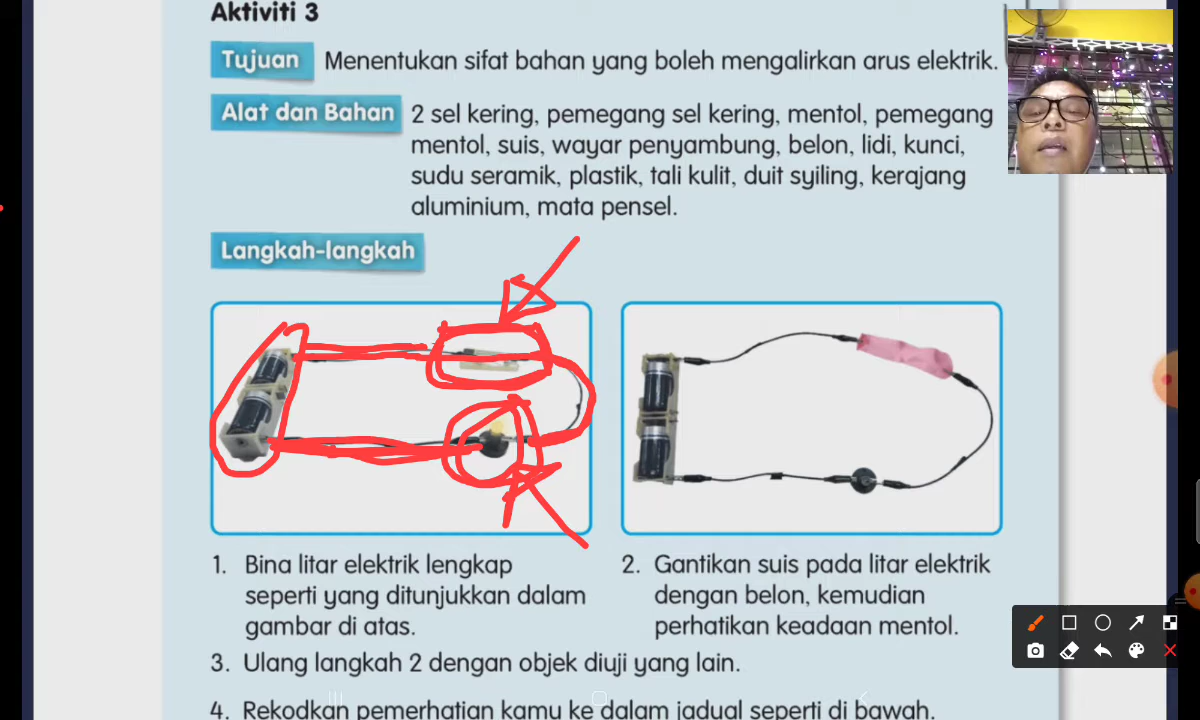 Aktiviti 3
Tujuan Menentukan sifat bahan yang boleh mengalirkan arus elektrik.
Alat dan Bahan 2 sel kering, pemegang sel kering, mentol, pemegang
mentol, suis, wayar penyambung, belon, lidi, kunci,
sudu seramik, plastik, tali kulit, duit syiling, kerajang
aluminium, mata pensel.
Langkah-langkah
1. Bina litar elektrik lengkap
seperti yang ditunjukkan dalam
gambar di atas.
2. Gantikan suis pada litar elektrik
dengan belon, kemudian
perhatikan keadaan mentol.
3. Ulang langkah 2 dengan objek diuji yang lain.
4. Rekodkan pemerhatian kamu ke dalam jadual seperti di bawah.